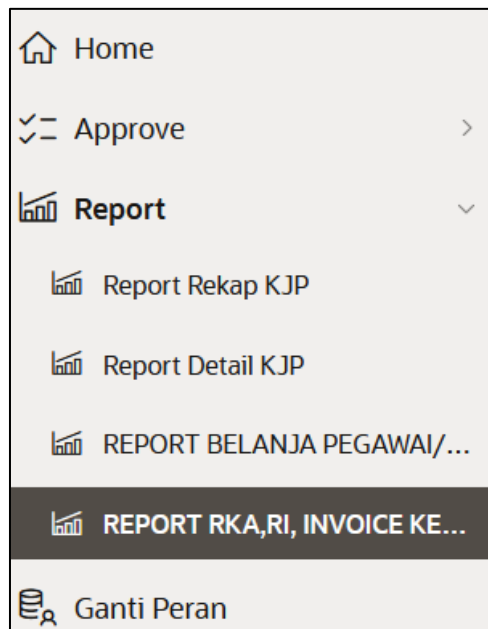 Home
Approve
Report
Report Rekap KJP
Report Detail KJP
REPORT BELANJA PEGAWAI/...
REPORT RKA,RI, INVOICE KE...
Ganti Peran